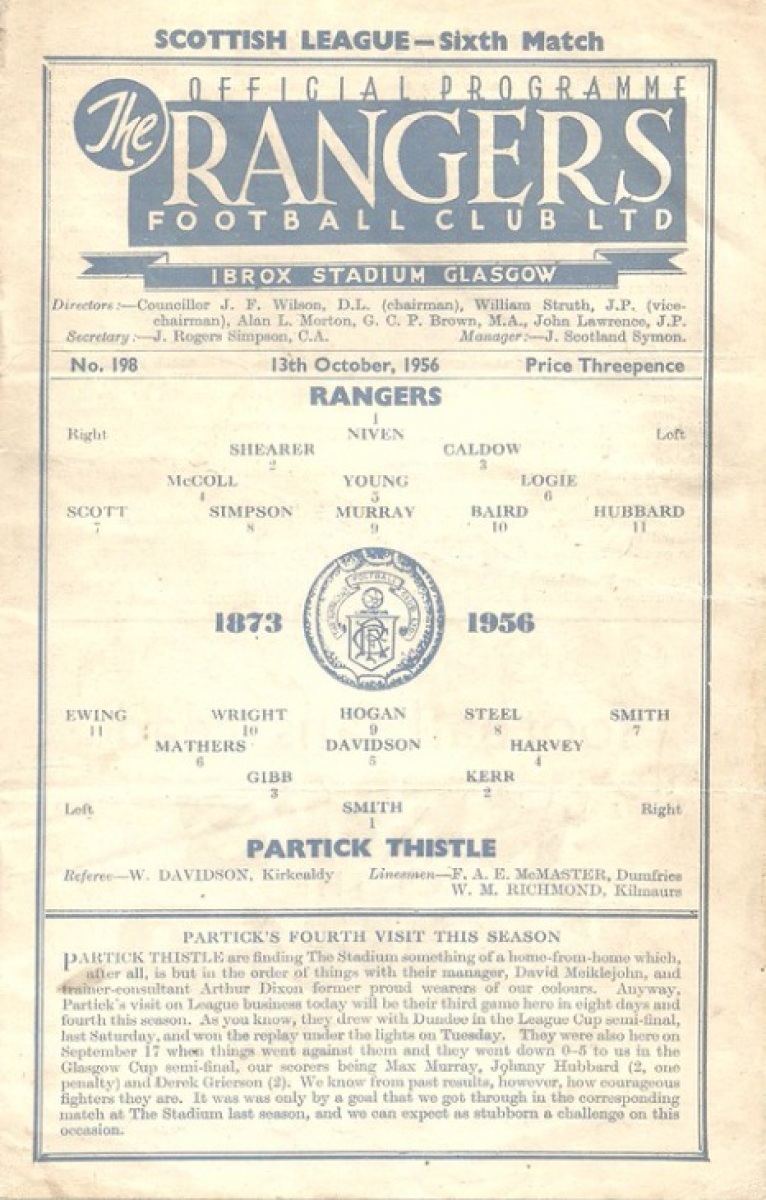 SCOTTISH LEAGUE—Sixth Match
OFFICIAL PROGRAMME
The RANGERS
FOOTBALL CLUB LTD
IBROX STADIUM GLASGOW
Directors:—Councillor J. F. Wilson, D.L. (chairman), William Struth, J.P. (vice-
chairman), Alan L. Morton, G. C. P. Brown, M.A., John Lawrence, J.P.
Secretary:—J. Rogers Simpson, C.A. Manager:—J. Scotland Symon.
No. 198 13th October, 1956 Price Threepence
RANGERS
1
Right NIVEN Left
SHEARER CALDOW
2 3
McCOLL YOUNG LOGIE
4 5 6
SCOTT SIMPSON MURRAY BAIRD HUBBARD
7 8 9 10 11
FOOTBALL
1873 1956
EWING WRIGHT HOGAN STEEL SMITH
11 10 9 8 7
MATHERS DAVIDSON HARVEY
6 5 4
GIBB KERR
3 2
Left SMITH Right
1
PARTICK THISTLE
Referee—W. DAVIDSON, Kirkcaldy Linesmen—F. A. E. McMASTER, Dumfries
W. M. RICHMOND, Kilmaurs
PARTICK'S FOURTH VISIT THIS SEASON
PARTICK THISTLE are finding The Stadium something of a home-from-home which,
after all, is but in the order of things with their manager, David Meiklejohn, and
trainer-consultant Arthur Dixon former proud wearers of our colours. Anyway,
Partick's visit on League business today will be their third game here in eight days and
fourth this season. As you know, they drew with Dundee in the League Cup semi-final,
last Saturday, and won the replay under the lights on Tuesday. They were also here on
September 17 when things went against them and they went down 0–5 to us in the
Glasgow Cup semi-final, our scorers being Max Murray, Johnny Hubbard (2, one
penalty) and Derek Grierson (2). We know from past results, however, how courageous
fighters they are. It was was only by a goal that we got through in the corresponding
match at The Stadium last season, and we can expect as stubborn a challenge on this
occasion.